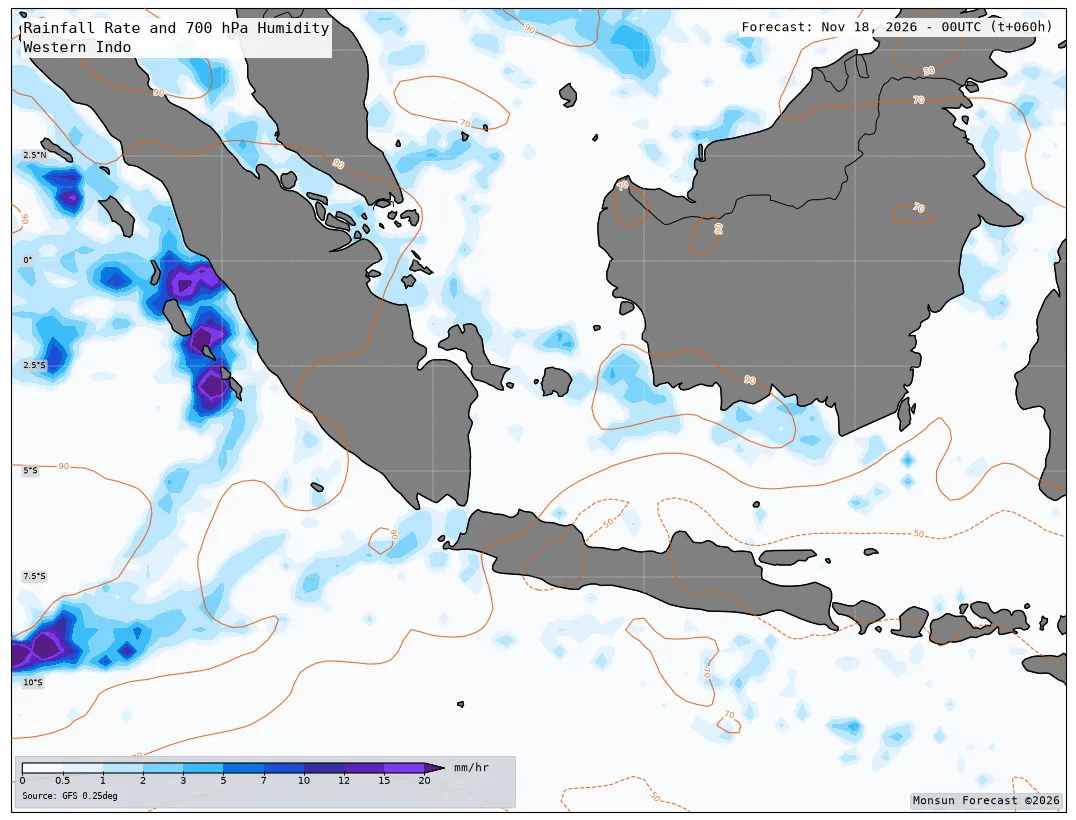 Rainfall Rate and 700 hPa Humidity
Western Indo
Forecast: Nov 18, 2026 - 00UTC (t+060h)
90
50
90
70
70
2.5°N
90
70
70
90
90
0°
2.5°S
90
5°S
90
50
50
90
7.5°S
70
10°S
70
90
50
0 0.5 1 2 3 5 7 10 12 15 20 mm/hr
Source: GFS 0.25deg
Monsun Forecast ©2026